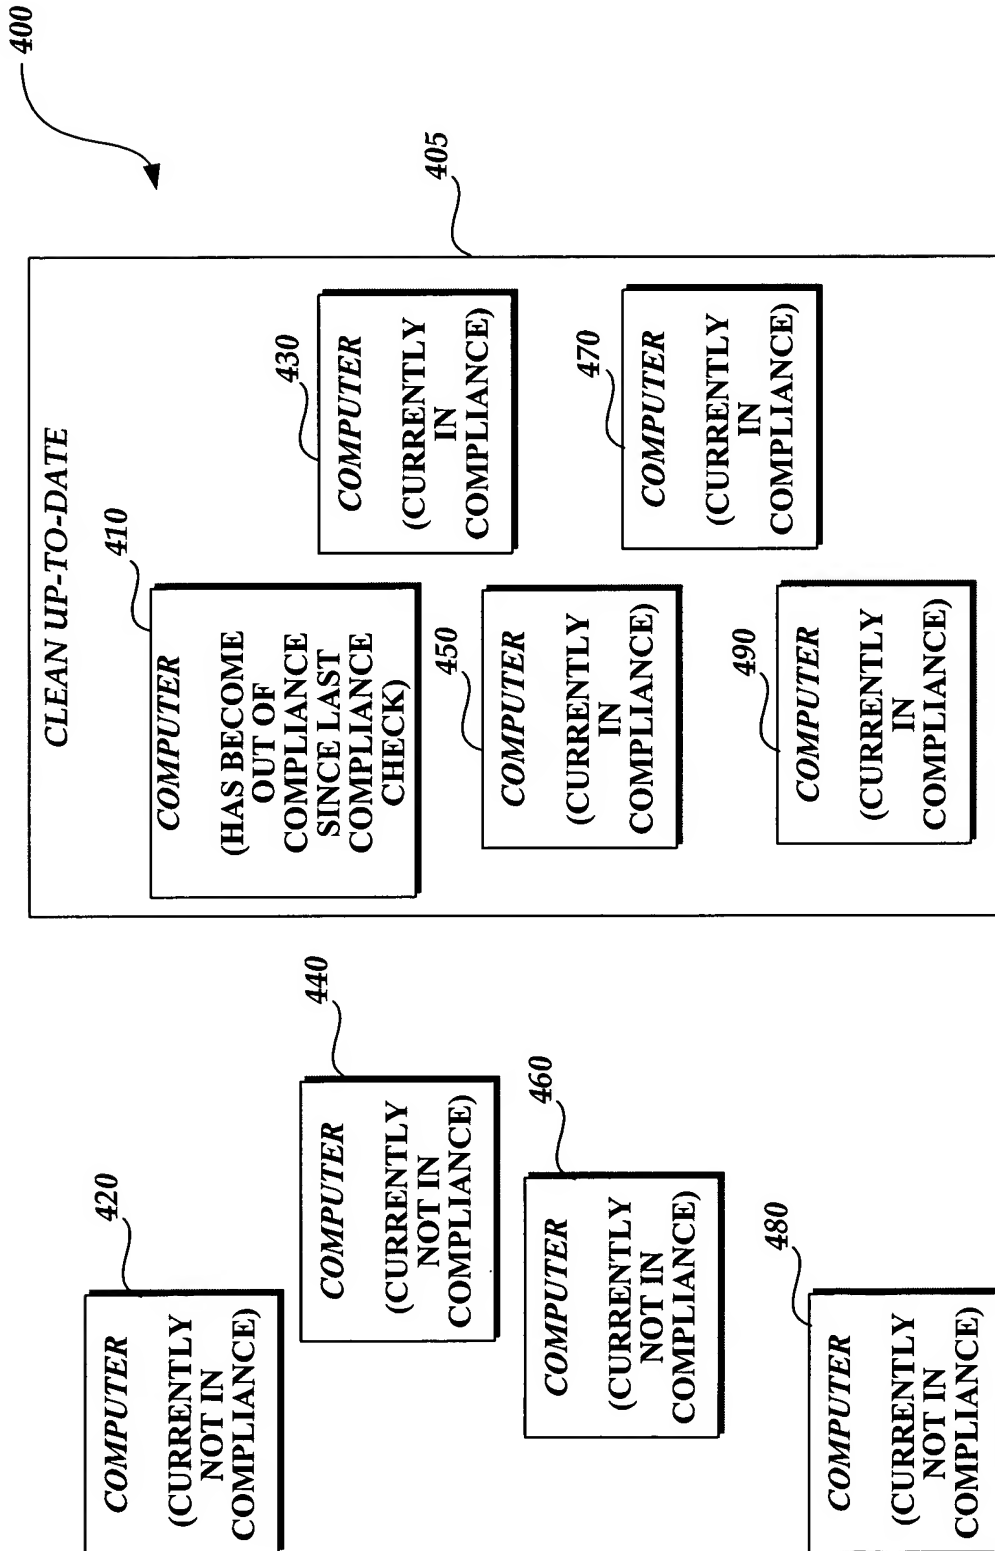 400
405
CLEAN UP-TO-DATE
410
COMPUTER
(HAS BECOME
OUT OF
COMPLIANCE
SINCE LAST
COMPLIANCE
CHECK)
430
COMPUTER
(CURRENTLY
IN
COMPLIANCE)
450
COMPUTER
(CURRENTLY
IN
COMPLIANCE)
470
COMPUTER
(CURRENTLY
IN
COMPLIANCE)
490
COMPUTER
(CURRENTLY
IN
COMPLIANCE)
420
COMPUTER
(CURRENTLY
NOT IN
COMPLIANCE)
440
COMPUTER
(CURRENTLY
NOT IN
COMPLIANCE)
460
COMPUTER
(CURRENTLY
NOT IN
COMPLIANCE)
480
COMPUTER
(CURRENTLY
NOT IN
COMPLIANCE)